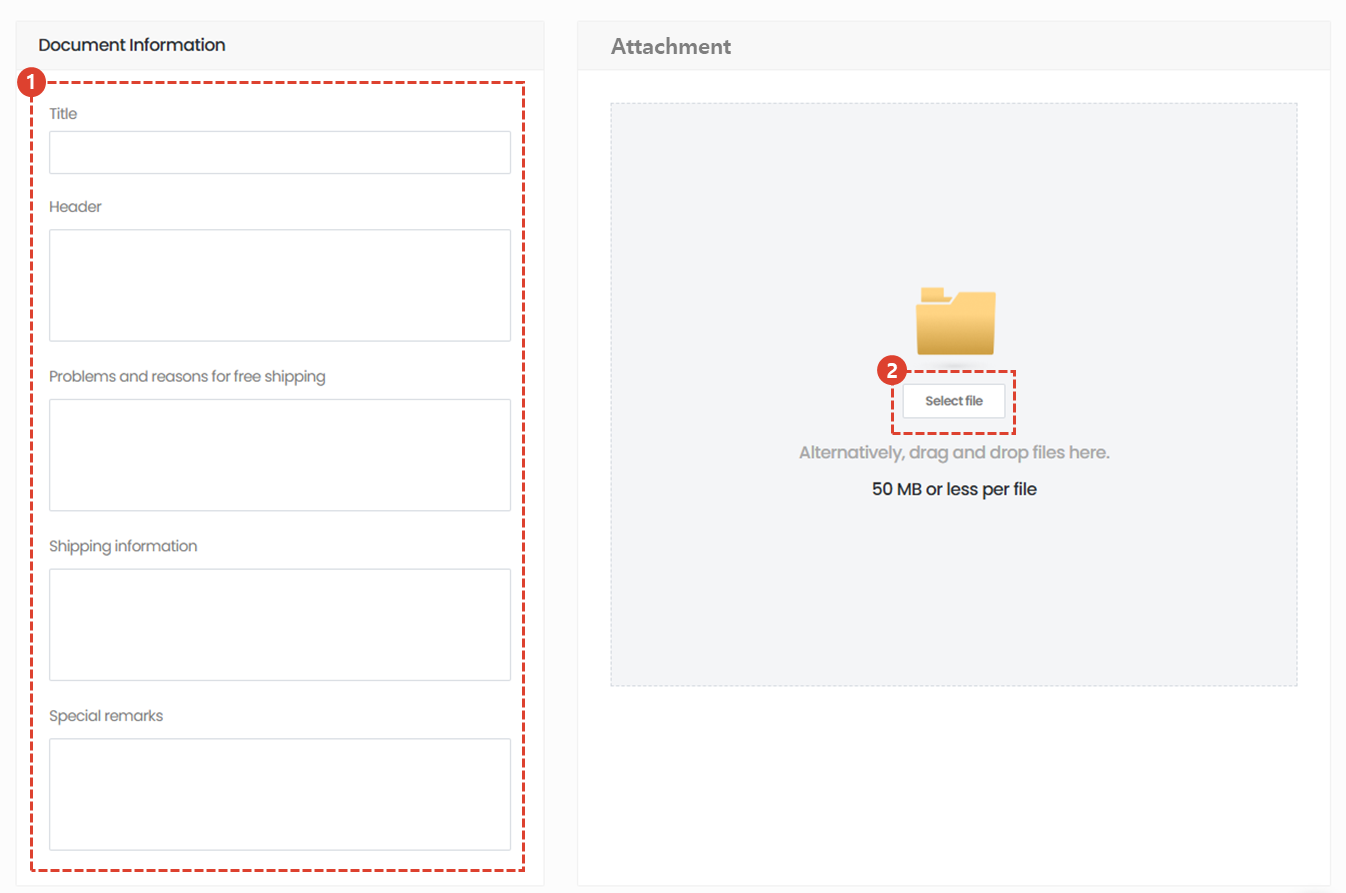 Document Information
1
Title
Header
Problems and reasons for free shipping
Shipping information
Special remarks
Attachment
2
Select file
Alternatively, drag and drop files here.
50 MB or less per file